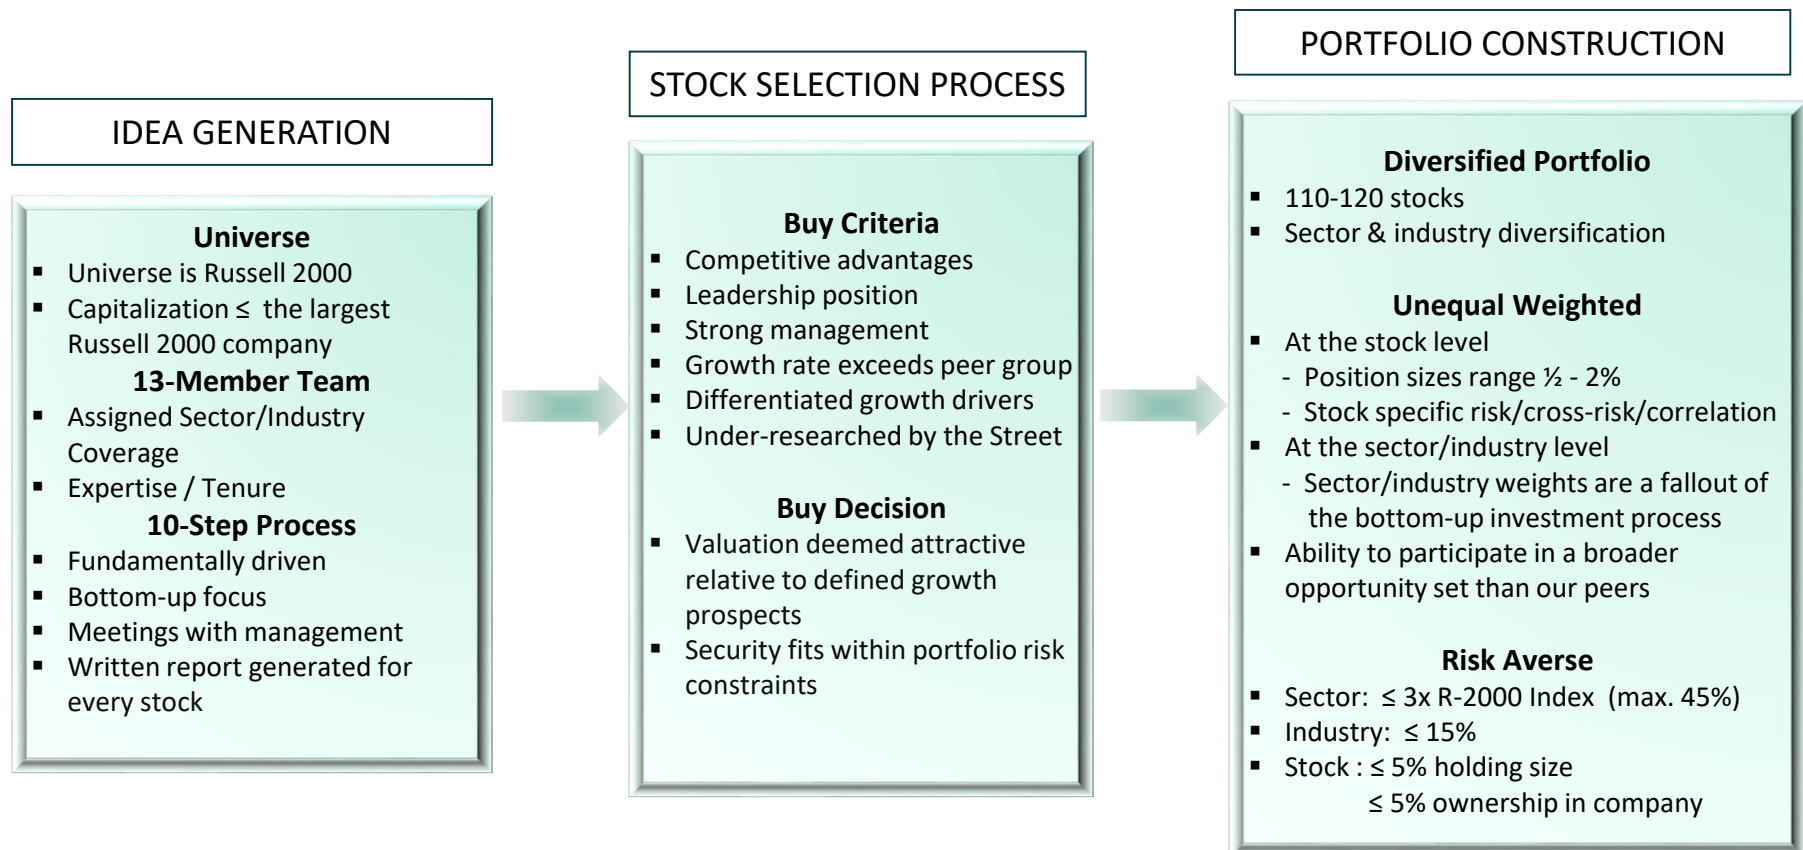 IDEA GENERATION
Universe
▪ Universe is Russell 2000
▪ Capitalization ≤ the largest
Russell 2000 company
13-Member Team
▪ Assigned Sector/Industry
Coverage
▪ Expertise / Tenure
10-Step Process
▪ Fundamentally driven
▪ Bottom-up focus
▪ Meetings with management
▪ Written report generated for
every stock
STOCK SELECTION PROCESS
Buy Criteria
▪ Competitive advantages
▪ Leadership position
▪ Strong management
▪ Growth rate exceeds peer group
▪ Differentiated growth drivers
▪ Under-researched by the Street
Buy Decision
▪ Valuation deemed attractive
relative to defined growth
prospects
▪ Security fits within portfolio risk
constraints
PORTFOLIO CONSTRUCTION
Diversified Portfolio
▪ 110-120 stocks
▪ Sector & industry diversification
Unequal Weighted
▪ At the stock level
- Position sizes range ½ - 2%
- Stock specific risk/cross-risk/correlation
▪ At the sector/industry level
- Sector/industry weights are a fallout of
the bottom-up investment process
▪ Ability to participate in a broader
opportunity set than our peers
Risk Averse
▪ Sector: ≤ 3x R-2000 Index (max. 45%)
▪ Industry: ≤ 15%
▪ Stock : ≤ 5% holding size
≤ 5% ownership in company